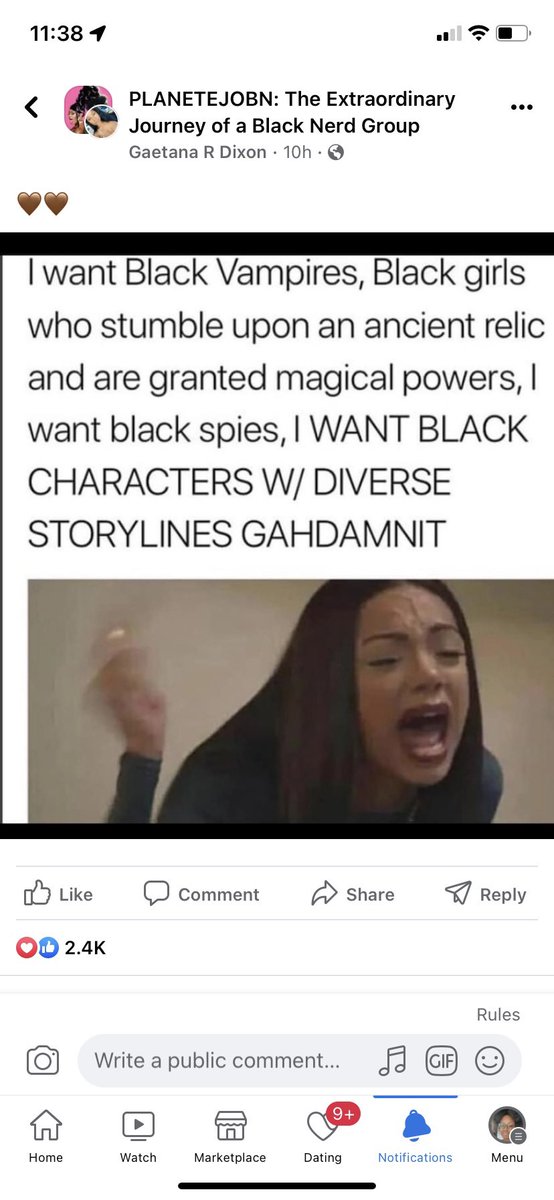 11:38
PLANETEJOBN: The Extraordinary
Journey of a Black Nerd Group
Gaetana R Dixon · 10h ·
🤎🤎
I want Black Vampires, Black girls
who stumble upon an ancient relic
and are granted magical powers, I
want black spies, I WANT BLACK
CHARACTERS W/ DIVERSE
STORYLINES GAHDAMNIT
Like Comment Share Reply
2.4K
Rules
Write a public comment... GIF
9+
Home Watch Marketplace Dating Notifications Menu